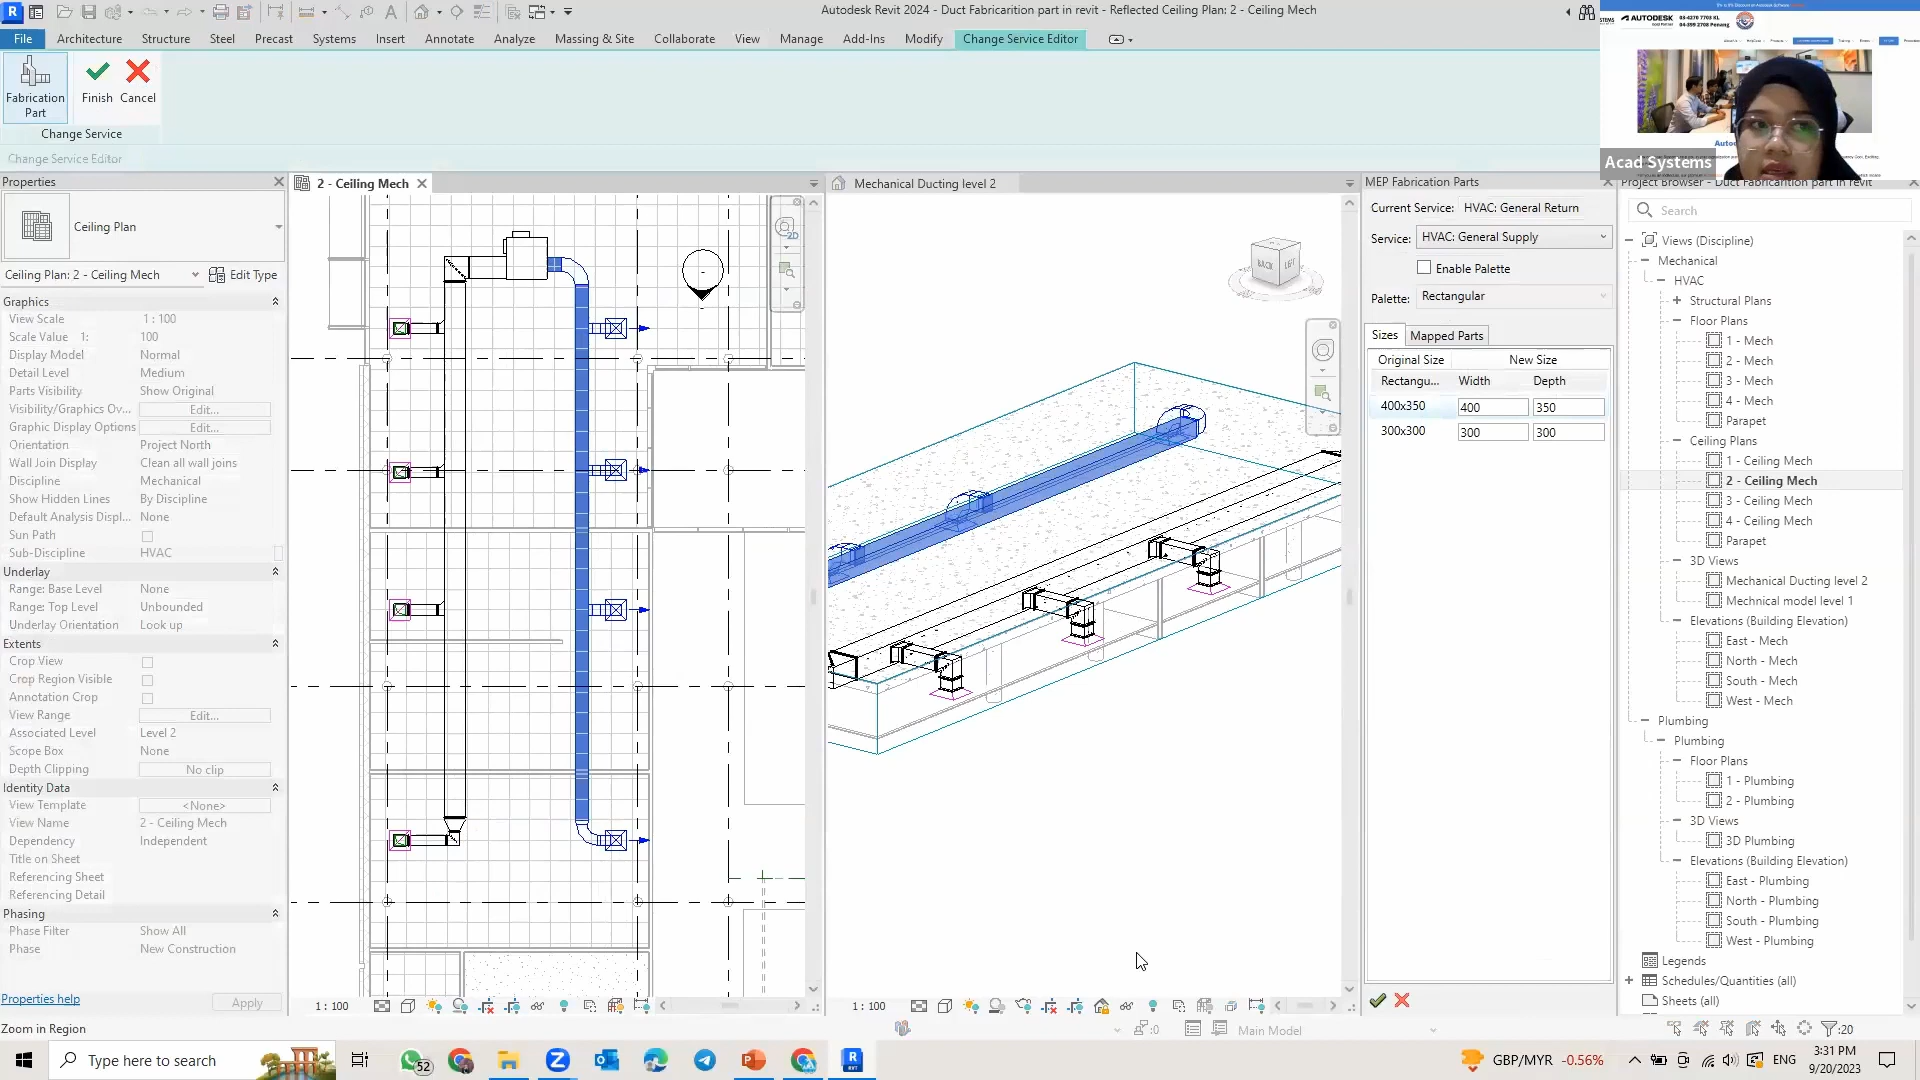 Autodesk Revit 2024 - Duct Fabricarition part in revit - Reflected Ceiling Plan: 2 - Ceiling Mech
File Architecture Structure Steel Precast Systems Insert Annotate Analyze Massing & Site Collaborate View Manage Add-Ins Modify Change Service Editor
Fabrication Part
Finish
Cancel
Change Service
Change Service Editor
AUTODESK
Acad Systems
Properties
Ceiling Plan
Ceiling Plan: 2 - Ceiling Mech
Edit Type
Graphics
View Scale 1 : 100
Scale Value 1: 100
Display Model Normal
Detail Level Medium
Parts Visibility Show Original
Visibility/Graphics Ov... Edit...
Graphic Display Options Edit...
Orientation Project North
Wall Join Display Clean all wall joins
Discipline Mechanical
Show Hidden Lines By Discipline
Default Analysis Displ... None
Sun Path
Sub-Discipline HVAC
Underlay
Range: Base Level None
Range: Top Level Unbounded
Underlay Orientation Look up
Extents
Crop View
Crop Region Visible
Annotation Crop
View Range Edit...
Associated Level Level 2
Scope Box None
Depth Clipping No clip
Identity Data
View Template <None>
View Name 2 - Ceiling Mech
Dependency Independent
Title on Sheet
Referencing Sheet
Referencing Detail
Phasing
Phase Filter Show All
Phase New Construction
Properties help
Apply
Zoom in Region
2 - Ceiling Mech
2D
1 : 100
Mechanical Ducting level 2
BACK LEFT
1 : 100
MEP Fabrication Parts
Current Service: HVAC: General Return
Service: HVAC: General Supply
Enable Palette
Palette: Rectangular
Sizes Mapped Parts
Original Size New Size
Rectangu... Width Depth
400x350 400 350
300x300 300 300
Project Browser - Duct Fabricarition part in revit
Search
Views (Discipline)
Mechanical
HVAC
Structural Plans
Floor Plans
1 - Mech
2 - Mech
3 - Mech
4 - Mech
Parapet
Ceiling Plans
1 - Ceiling Mech
2 - Ceiling Mech
3 - Ceiling Mech
4 - Ceiling Mech
Parapet
3D Views
Mechanical Ducting level 2
Mechnical model level 1
Elevations (Building Elevation)
East - Mech
North - Mech
South - Mech
West - Mech
Plumbing
Plumbing
Floor Plans
1 - Plumbing
2 - Plumbing
3D Views
3D Plumbing
Elevations (Building Elevation)
East - Plumbing
North - Plumbing
South - Plumbing
West - Plumbing
Legends
Schedules/Quantities (all)
Sheets (all)
:0
Main Model
:20
Type here to search
52
GBP/MYR -0.56%
ENG
3:31 PM
9/20/2023